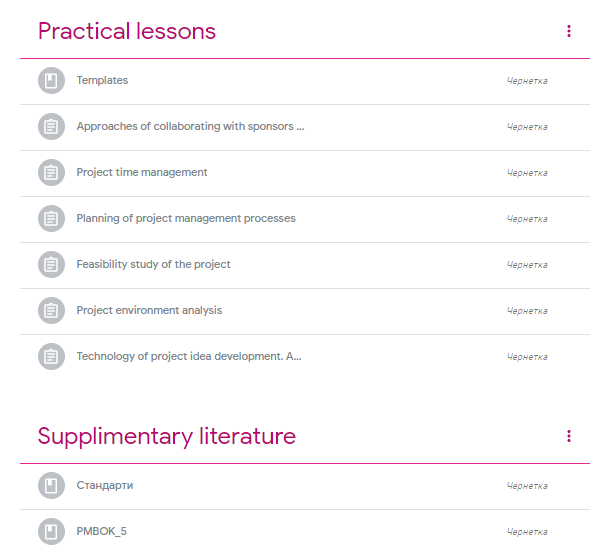 Practical lessons
Templates Чернетка
Approaches of collaborating with sponsors ... Чернетка
Project time management Чернетка
Planning of project management processes Чернетка
Feasibility study of the project Чернетка
Project environment analysis Чернетка
Technology of project idea development. A... Чернетка
Supplimentary literature
Стандарти Чернетка
PMBOK_5 Чернетка